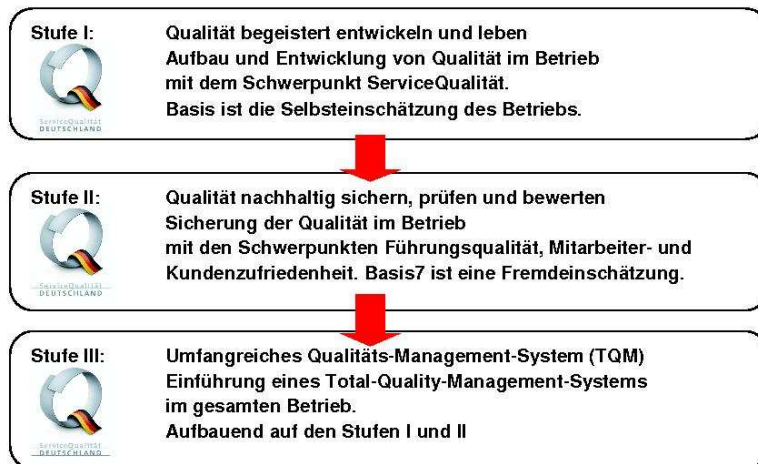 Stufe I:
Qualität begeistert entwickeln und leben
Aufbau und Entwicklung von Qualität im Betrieb
mit dem Schwerpunkt ServiceQualität.
Basis ist die Selbsteinschätzung des Betriebs.
ServiceQualität
DEUTSCHLAND
Stufe II:
Qualität nachhaltig sichern, prüfen und bewerten
Sicherung der Qualität im Betrieb
mit den Schwerpunkten Führungsqualität, Mitarbeiter- und
Kundenzufriedenheit. Basis7 ist eine Fremdeinschätzung.
ServiceQualität
DEUTSCHLAND
Stufe III:
Umfangreiches Qualitäts-Management-System (TQM)
Einführung eines Total-Quality-Management-Systems
im gesamten Betrieb.
Aufbauend auf den Stufen I und II
ServiceQualität
DEUTSCHLAND